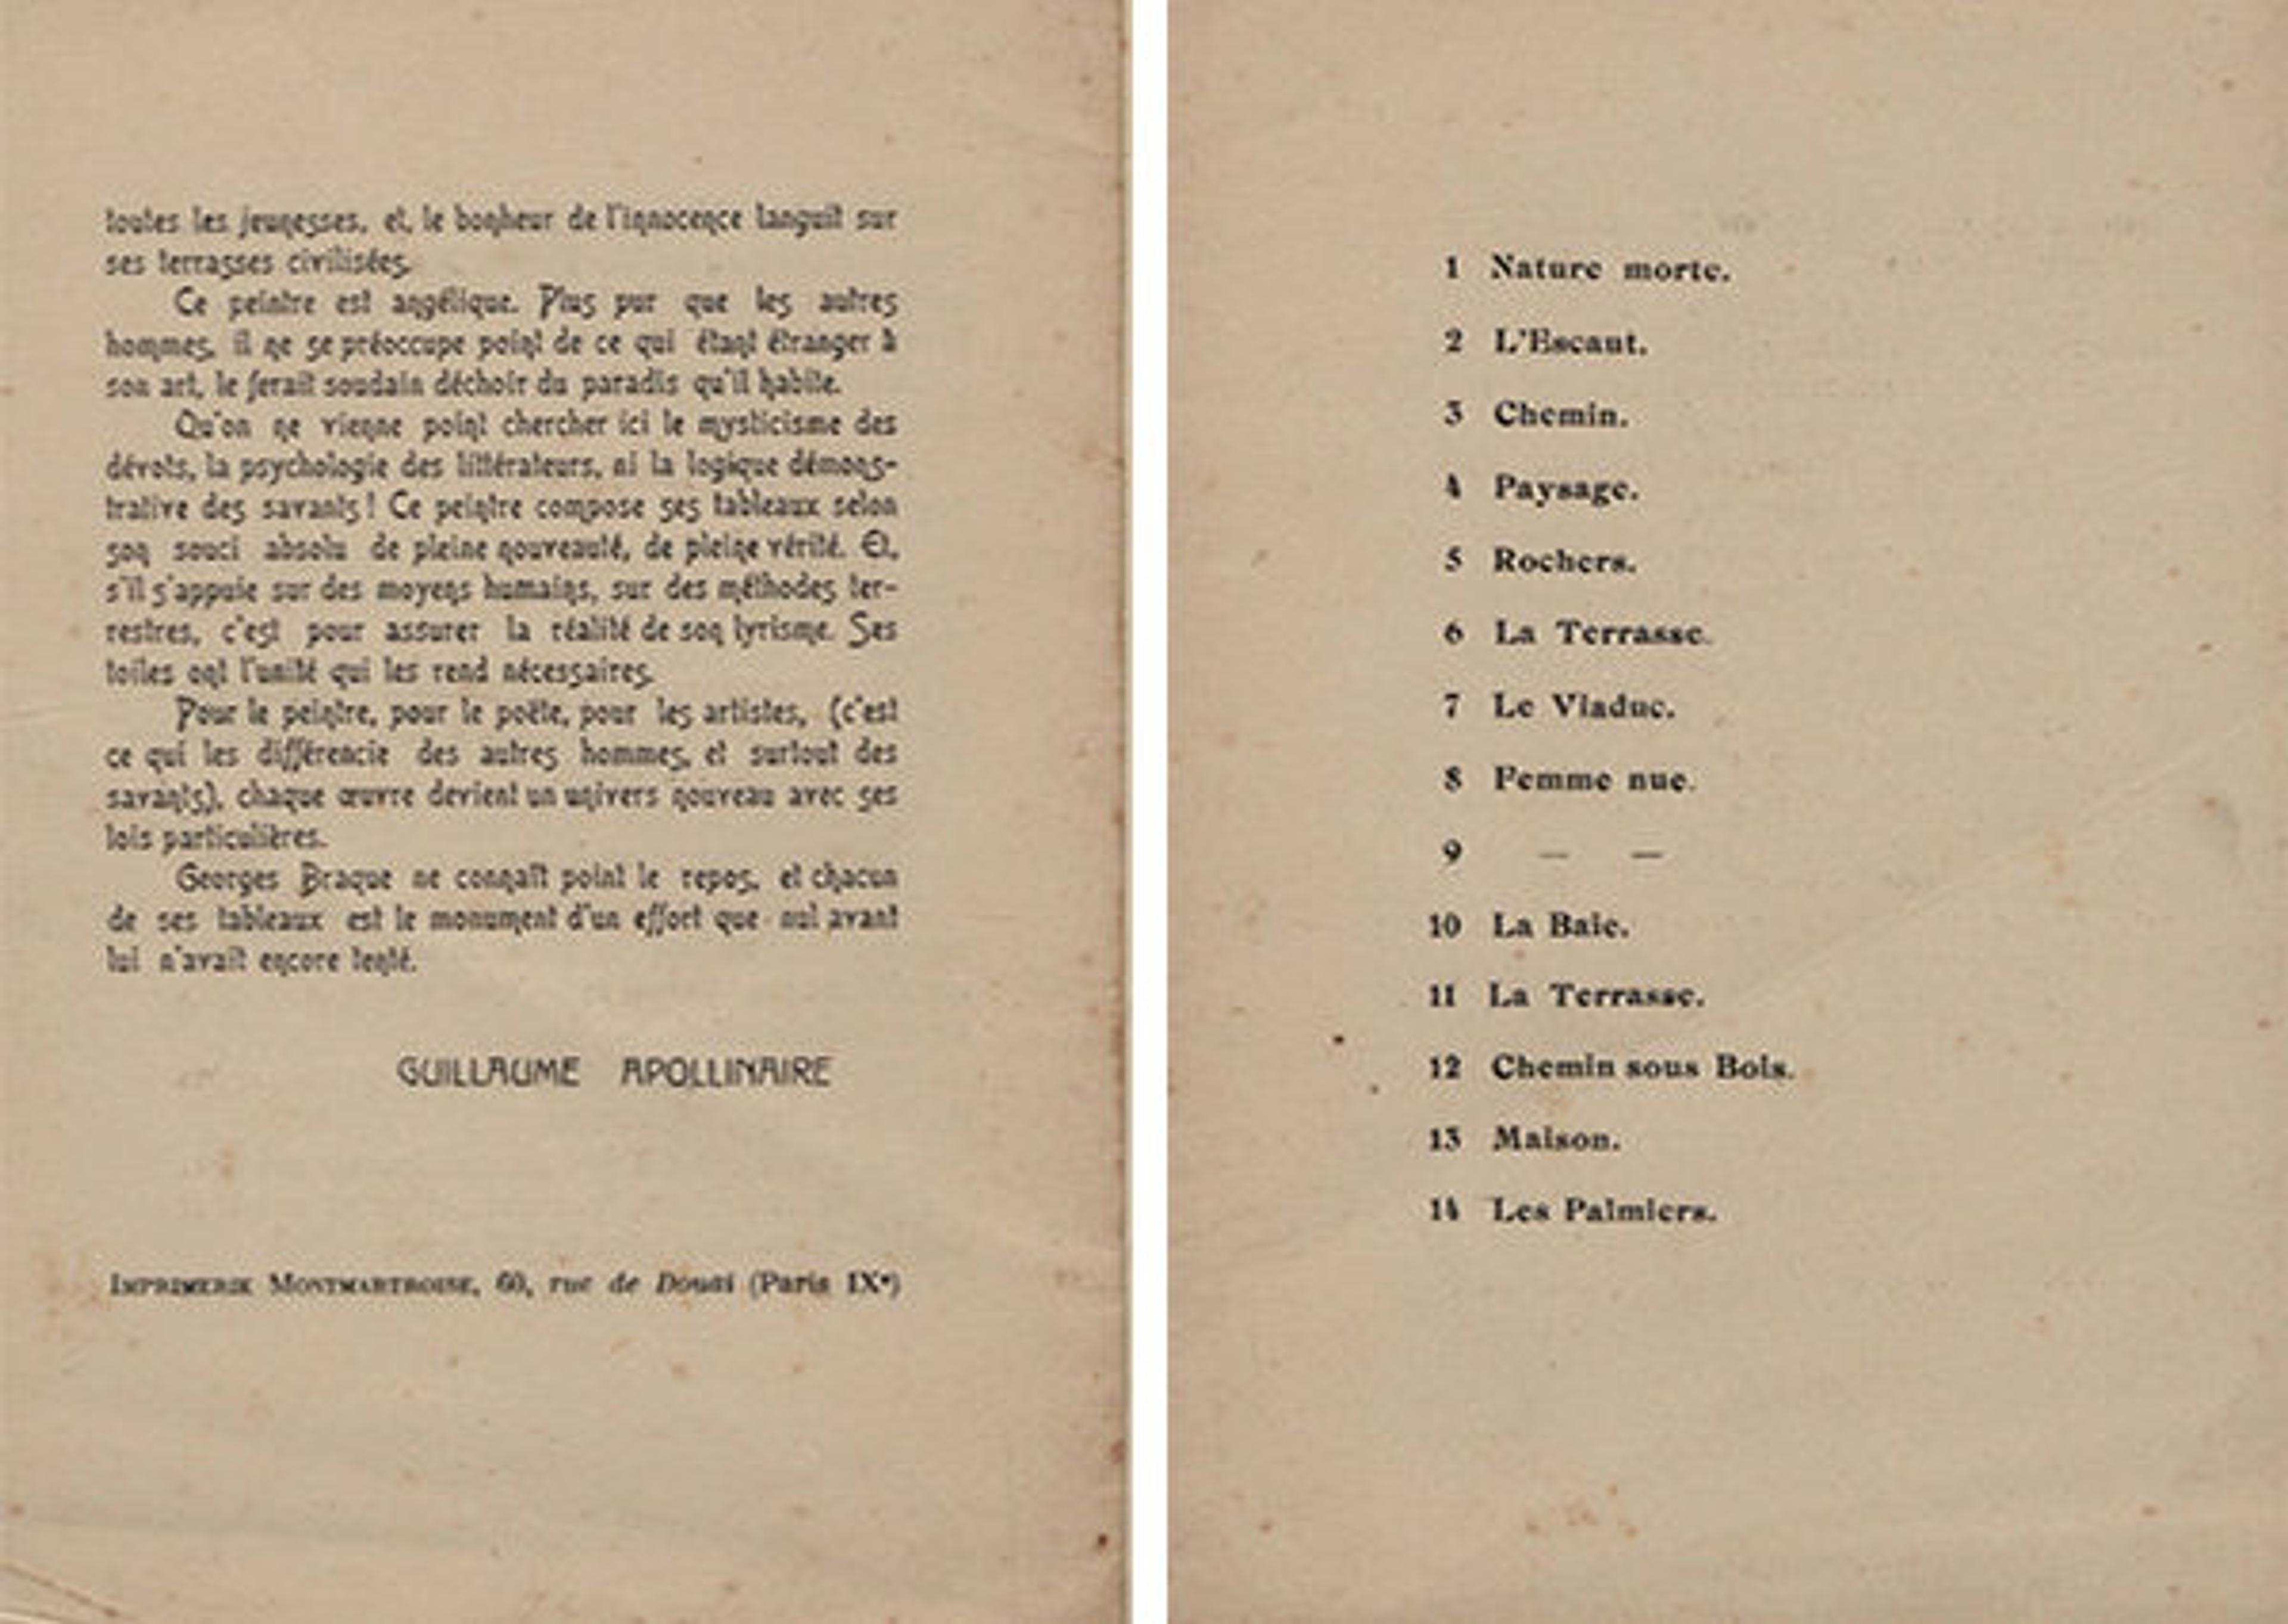 toutes les jeunesses, et, le bonheur de l'innocence languit sur
ses terrasses civilisées.
Ce peintre est angélique. Plus pur que les autres
hommes, il ne se préoccupe point de ce qui étant étranger à
son art, le ferait soudain déchoir du paradis qu'il habite.
Qu'on ne vienne point chercher ici le mysticisme des
dévots, la psychologie des littérateurs, ni la logique démons-
trative des savants! Ce peintre compose ses tableaux selon
son souci absolu de pleine nouveauté, de pleine vérité. Et,
s'il s'appuie sur des moyens humains, sur des méthodes ter-
restres, c'est pour assurer la réalité de son lyrisme. Ses
toiles ont l'unité qui les rend nécessaires.
Pour le peintre, pour le poëte, pour les artistes, (c'est
ce qui les différencie des autres hommes, et surtout des
savants), chaque œuvre devient un univers nouveau avec ses
lois particulières.
Georges Braque ne connaît point le repos, et chacun
de ses tableaux est le monument d'un effort que nul avant
lui n'avait encore tenté.
GUILLAUME APOLLINAIRE
IMPRIMERIE MONTMARTROISE, 60, rue de Douai (Paris IXe)
1 Nature morte.
2 L'Escaut.
3 Chemin.
4 Paysage.
5 Rochers.
6 La Terrasse.
7 Le Viaduc.
8 Femme nue.
9 — —
10 La Baie.
11 La Terrasse.
12 Chemin sous Bois.
13 Maison.
14 Les Palmiers.